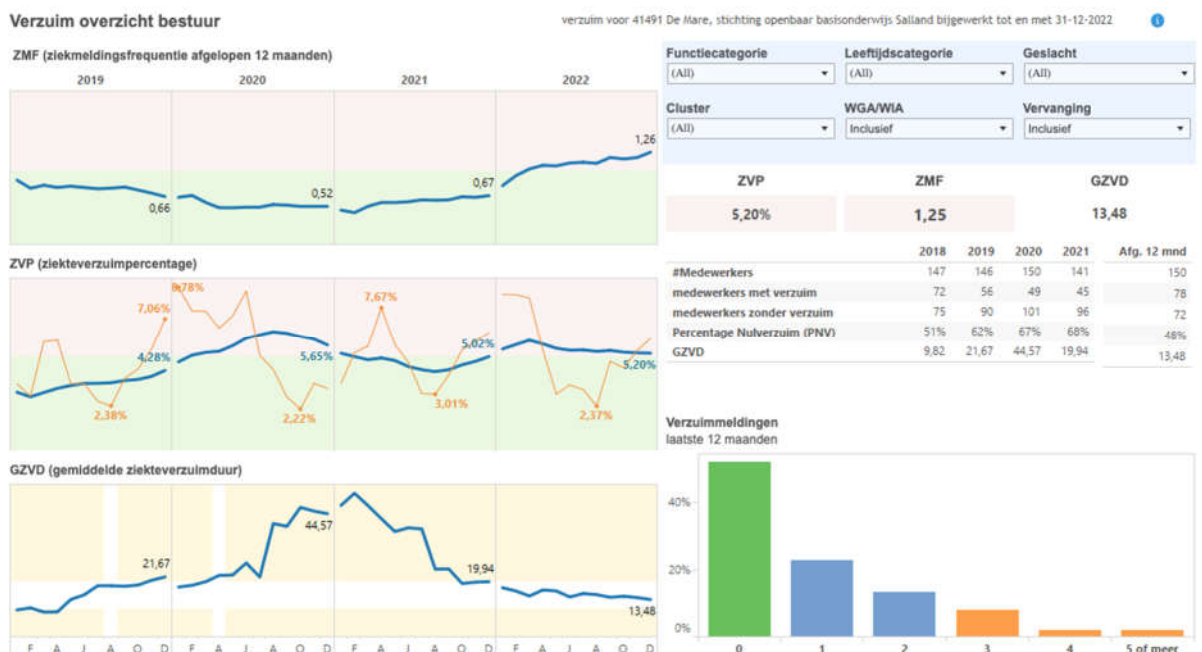 Verzuim overzicht bestuur
verzuim voor 41491 De Mare, stichting openbaar basisonderwijs Salland bijgewerkt tot en met 31-12-2022
i
ZMF (ziekmeldingsfrequentie afgelopen 12 maanden)
2019 2020 2021 2022
1,26
0,66
0,52
0,67
ZVP (ziekteverzuimpercentage)
8,78%
7,06%
7,67%
4,28%
5,65%
5,02%
5,20%
2,38%
2,22%
3,01%
2,37%
GZVD (gemiddelde ziekteverzuimduur)
21,67
44,57
19,94
13,48
F A J A O D F A J A O D F A J A O D F A J A O D
Functiecategorie Leeftijdscategorie Geslacht
(All) (All) (All)
Cluster WGA/WIA Vervanging
(All) Inclusief Inclusief
ZVP ZMF GZVD
5,20% 1,25 13,48
2018 2019 2020 2021 Afg. 12 mnd
#Medewerkers 147 146 150 141 150
medewerkers met verzuim 72 56 49 45 78
medewerkers zonder verzuim 75 90 101 96 72
Percentage Nulverzuim (PNV) 51% 62% 67% 68% 48%
GZVD 9,82 21,67 44,57 19,94 13,48
Verzuimmeldingen
laatste 12 maanden
40%
20%
0%
0 1 2 3 4 5 of meer